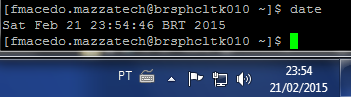 [fmacedo.mazzatech@brsphcltk010 ~]$ date
Sat Feb 21 23:54:46 BRT 2015
[fmacedo.mazzatech@brsphcltk010 ~]$
PT
23:54
21/02/2015